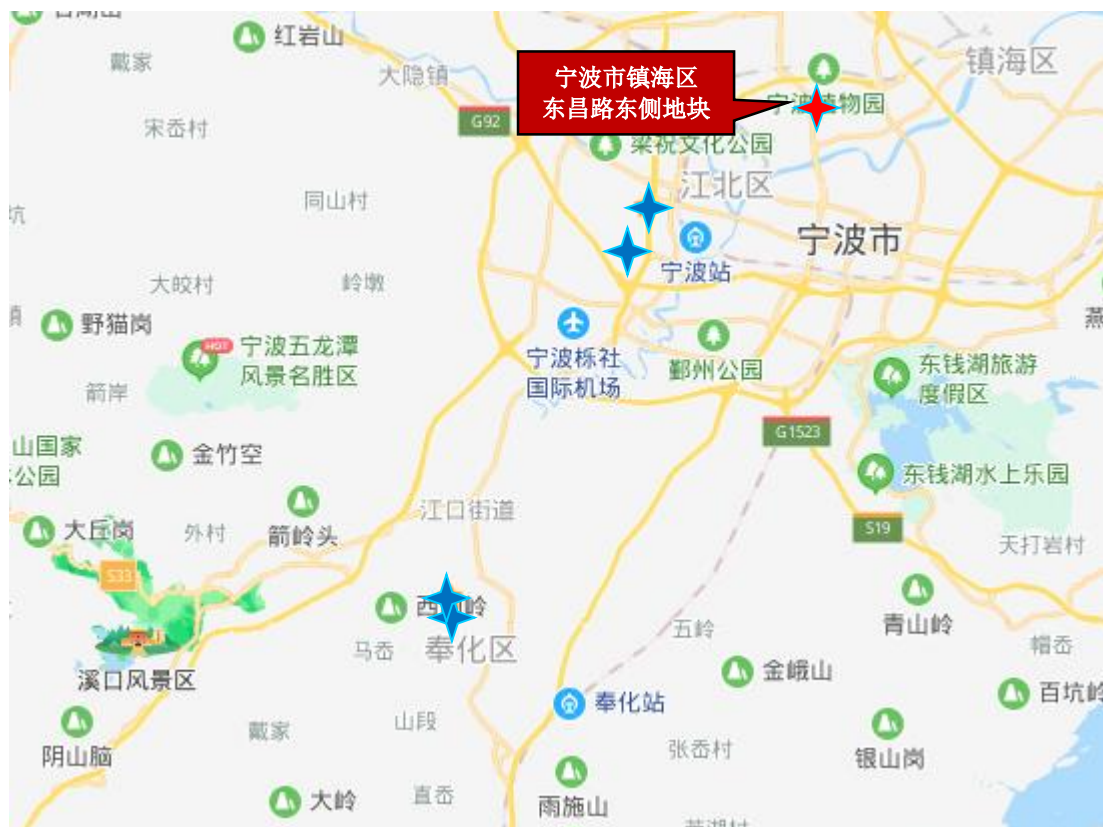 红岩山
戴家
大隐镇
宋岙村
G92
宁波市镇海区
东昌路东侧地块
镇海区
宁波植物园
梁祝文化公园
江北区
同山村
坑
宁波站
宁波市
大皎村
岭墩
镇
野猫岗
HOT
宁波五龙潭
风景名胜区
宁波栎社
国际机场
鄞州公园
东钱湖旅游
度假区
燕
箭岸
G1523
山国家
公园
金竹空
东钱湖水上乐园
江口街道
S19
大丘岗
外村
箭岭头
天打岩村
S33
西
岭
青山岭
马岙
奉化区
五岭
帽岙
溪口风景区
金峨山
百坑岭
奉化站
戴家
山段
张岙村
银山岗
阴山脑
大岭
直岙
雨施山